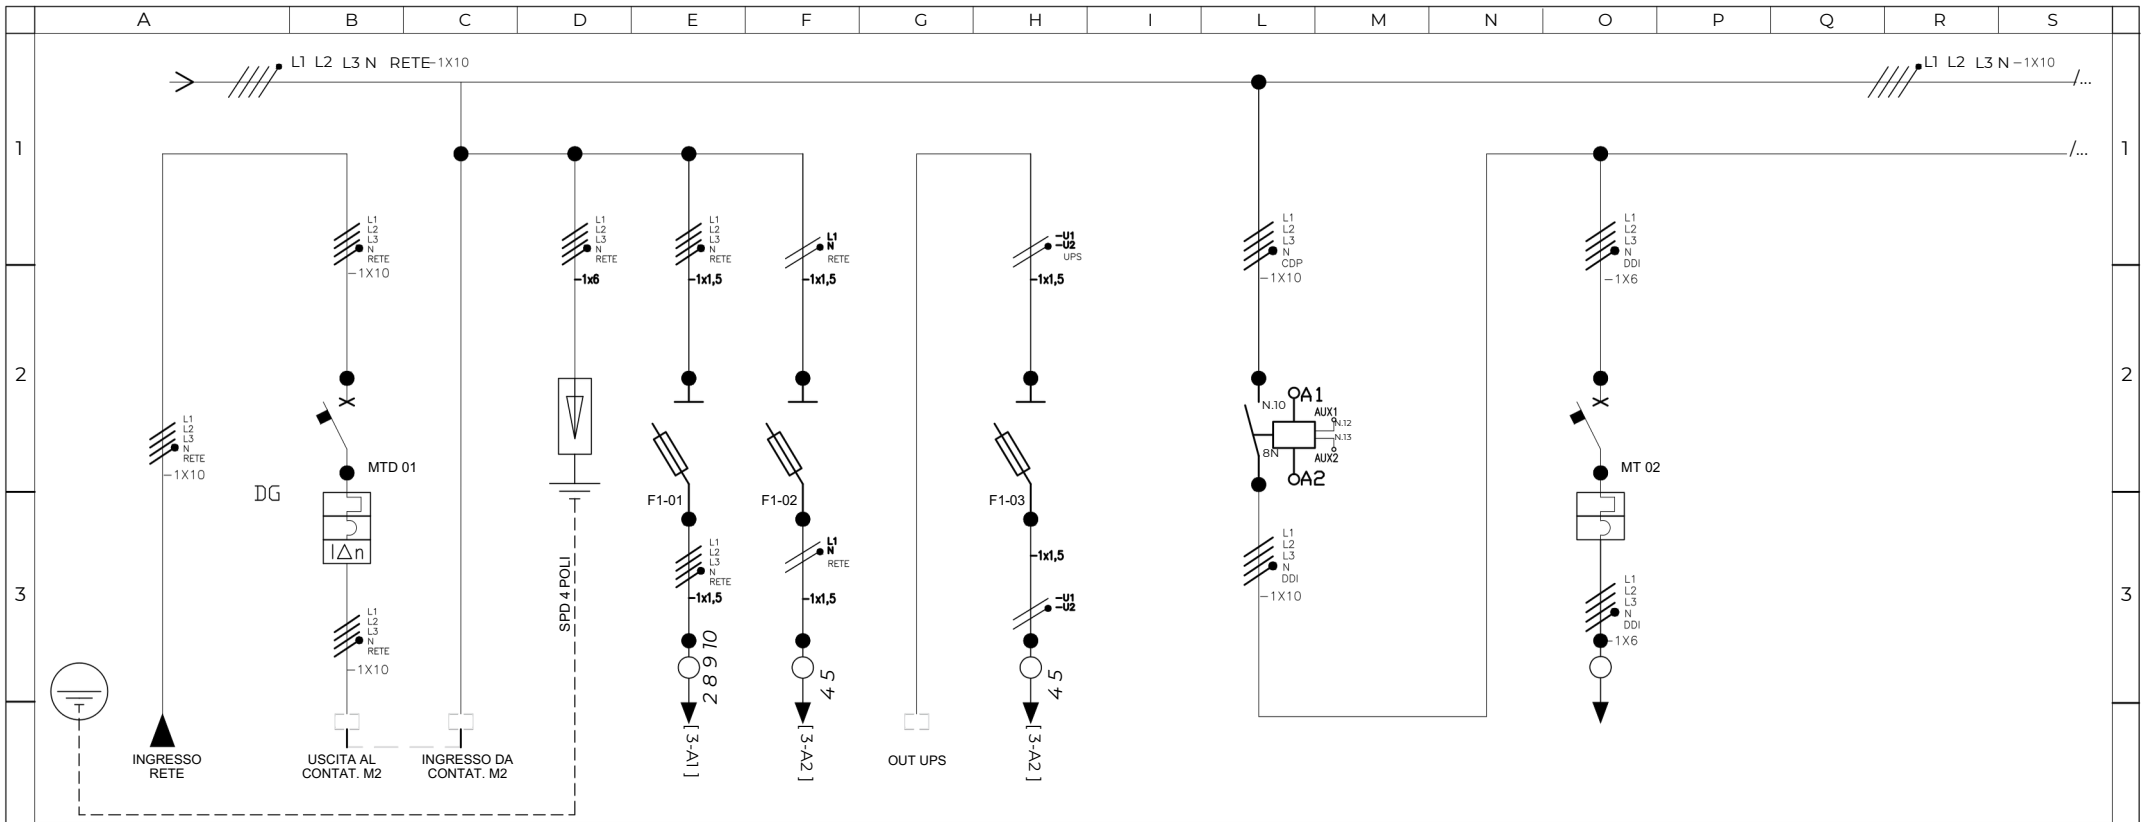 A B C D E F G H I L M N O P Q R S
L1 L2 L3 N RETE -1X10
L1 L2 L3 N -1X10
/...
1
/...
1
L1
L2
L3
N
RETE
-1X10
L1
L2
L3
N
RETE
-1x6
L1
L2
L3
N
RETE
-1x1,5
L1
N
RETE
-1x1,5
-U1
-U2
UPS
-1x1,5
L1
L2
L3
N
CDP
-1X10
L1
L2
L3
N
DDI
-1X6
2
2
L1
L2
L3
N
RETE
-1X10
DG
MTD 01
I△n
F1-01
F1-02
F1-03
N.10
A1
AUX1
N.12
N.13
AUX2
8N
A2
MT 02
3
3
L1
L2
L3
N
RETE
-1X10
SPD 4 POLI
L1
L2
L3
N
RETE
-1x1,5
L1
N
RETE
-1x1,5
-1x1,5
-U1
-U2
L1
L2
L3
N
DDI
-1X10
L1
L2
L3
N
DDI
-1X6
2 8 9 10
4 5
4 5
INGRESSO
RETE
USCITA AL
CONTAT. M2
INGRESSO DA
CONTAT. M2
[ 3-A1 ]
[ 3-A2 ]
OUT UPS
[ 3-A2 ]